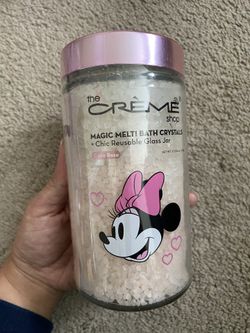 the
CRÈME
shop
MAGIC MELT! BATH CRYSTALS
+ Chic Reusable Glass Jar